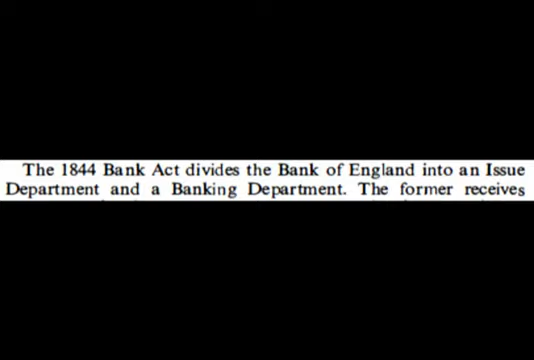 The 1844 Bank Act divides the Bank of England into an Issue
Department and a Banking Department. The former receives